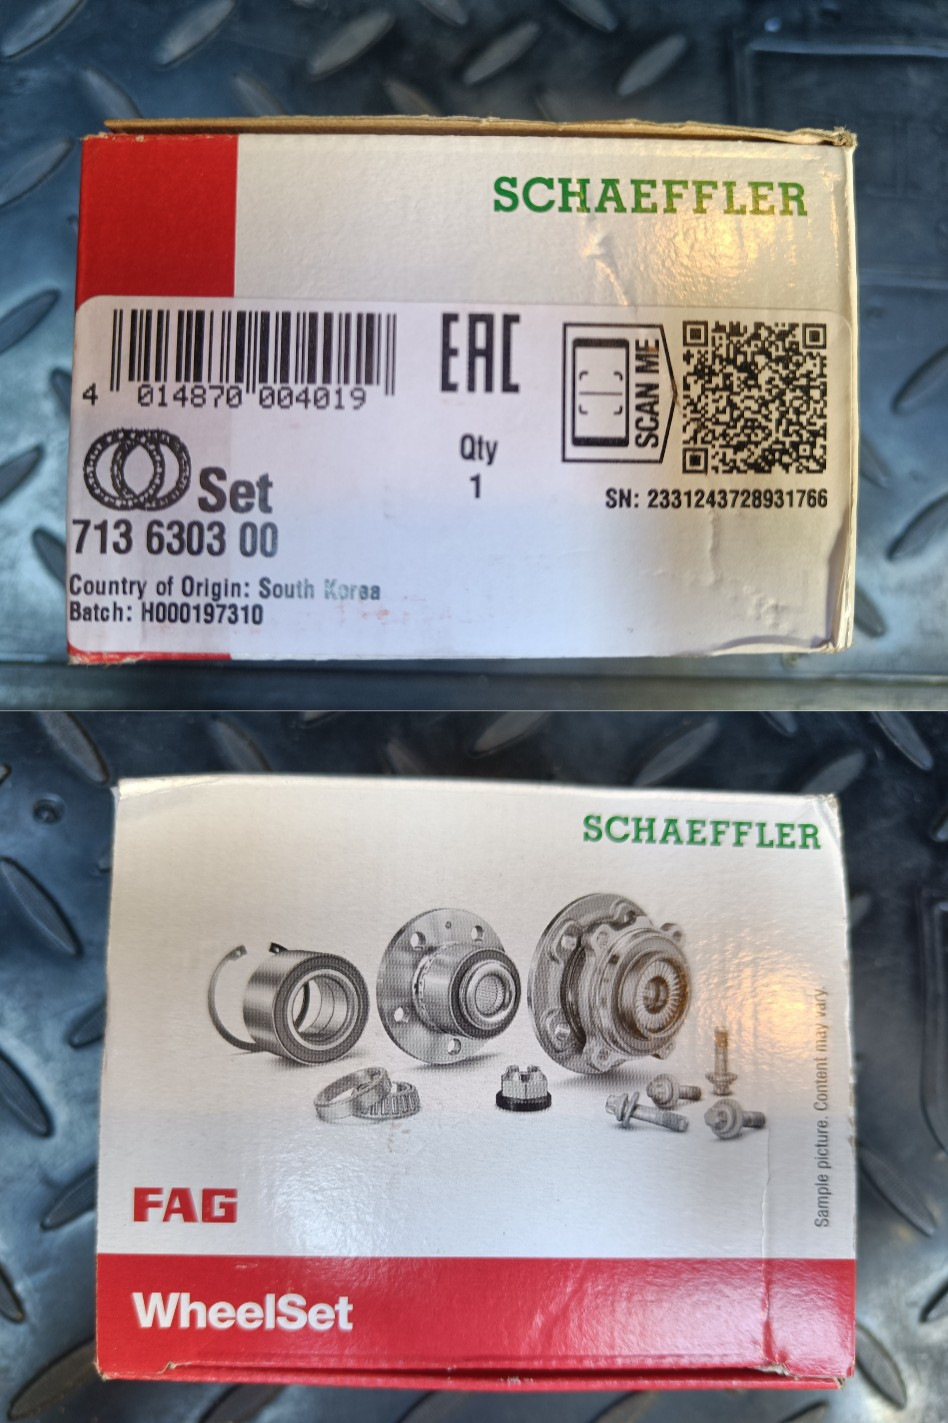 SCHAEFFLER
4 014870 004019
EAC
SCAN ME
Qty
1
Set
SN: 2331243728931766
713 6303 00
Country of Origin: South Korea
Batch: H000197310
SCHAEFFLER
Sample picture. Content may vary.
FAG
WheelSet